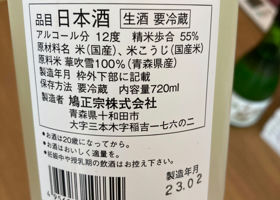 品目 日本酒 生酒 要冷蔵
アルコール分 12度 精米歩合 55%
原材料名 米(国産)、米こうじ(国産米)
原料米 華吹雪100%(青森県産)
製造年月 枠外下部に記載
保存方法 要冷蔵 内容量720ml
製造者 鳩正宗株式会社
青森県十和田市
大字三本木字稲吉一七六の二
●お酒は20歳になってから。
●お酒はおいしく適量を。
●妊娠中や授乳期の飲酒はお控え下さい。
製造年月
23.02